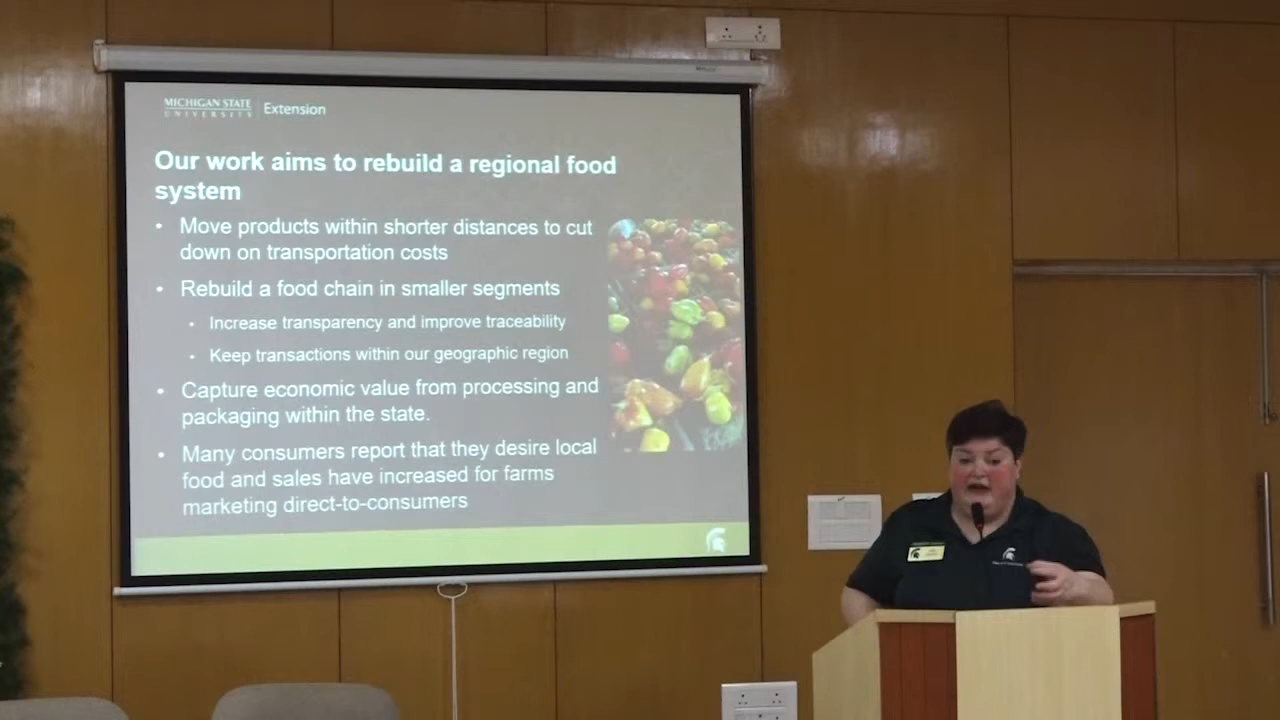 MICHIGAN STATE
UNIVERSITY
Extension
Our work aims to rebuild a regional food
system
• Move products within shorter distances to cut
down on transportation costs
• Rebuild a food chain in smaller segments
• Increase transparency and improve traceability
• Keep transactions within our geographic region
• Capture economic value from processing and
packaging within the state.
• Many consumers report that they desire local
food and sales have increased for farms
marketing direct-to-consumers